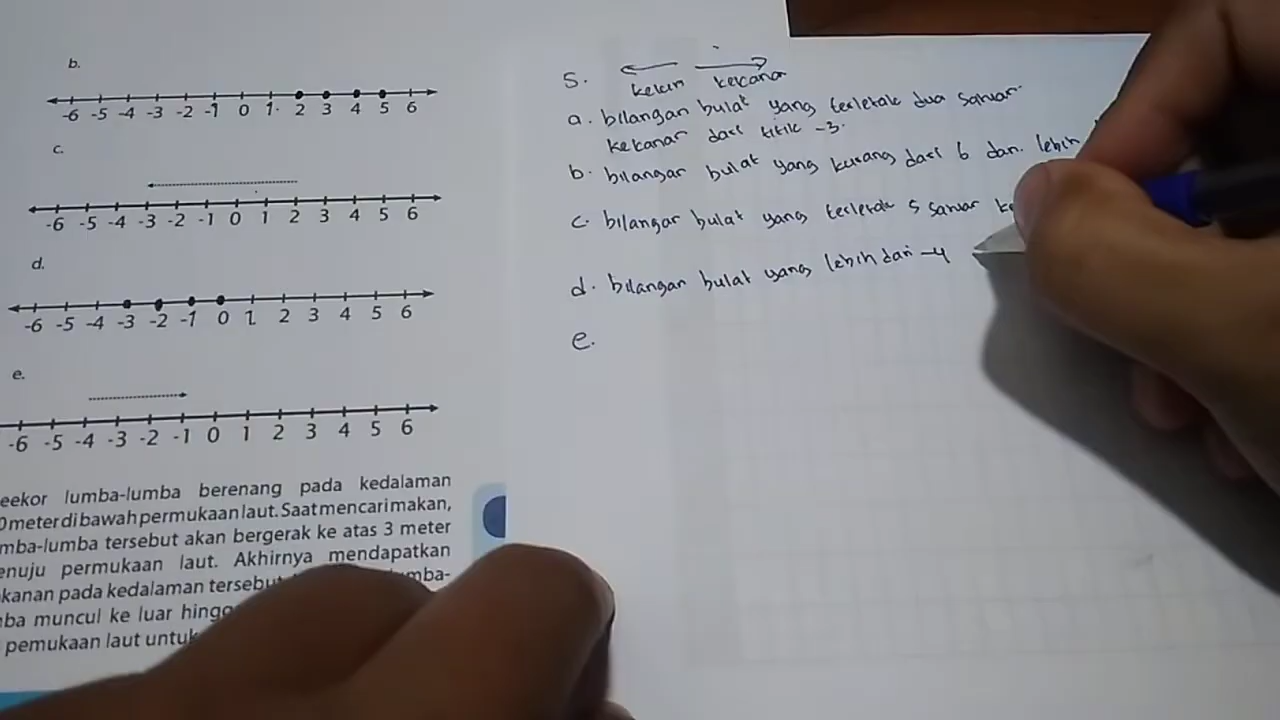 b.
-6 -5 -4 -3 -2 -1 0 1 2 3 4 5 6
c.
-6 -5 -4 -3 -2 -1 0 1 2 3 4 5 6
d.
-6 -5 -4 -3 -2 -1 0 1 2 3 4 5 6
e.
-6 -5 -4 -3 -2 -1 0 1 2 3 4 5 6
eekor lumba-lumba berenang pada kedalaman
0 meter di bawah permukaan laut. Saat mencari makan,
mba-lumba tersebut akan bergerak ke atas 3 meter
enuju permukaan laut. Akhirnya mendapatkan
kanan pada kedalaman tersebut mba-
ba muncul ke luar hingg
pemukaan laut untuk
5. kekiri kekanan
a. bilangan bulat yang terletak dua satuan
kekanan dari titik -3.
b. bilangan bulat yang kurang dari 6 dan lebih
c. bilangan bulat yang terletak 5 satuan ke
d. bilangan bulat yang lebih dari -4
e.